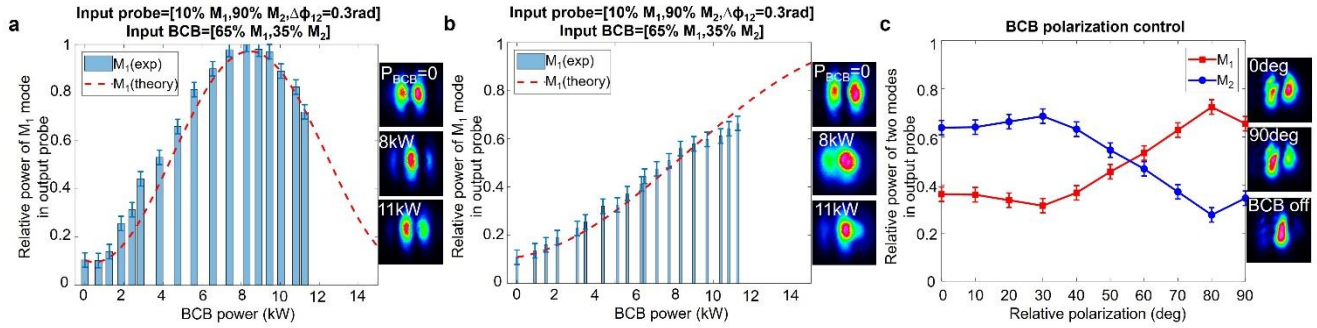 a
Input probe=[10% M₁,90% M₂,Δϕ₁₂=0.3rad]
Input BCB=[65% M₁,35% M₂]
Relative power of M₁ mode
in output probe
1
0.8
0.6
0.4
0.2
0
M₁(exp)
M₁(theory)
0 2 4 6 8 10 12 14
BCB power (kW)
P_BCB=0
8kW
11kW
b
Input probe=[10% M₁,90% M₂,Δϕ₁₂=0.3rad]
Input BCB=[65% M₁,35% M₂]
Relative power of M₁ mode
in output probe
1
0.8
0.6
0.4
0.2
0
M₁(exp)
M₁(theory)
0 2 4 6 8 10 12 14
BCB power (kW)
P_BCB=0
8kW
11kW
c
BCB polarization control
Relative power of two modes
in output probe
1
0.8
0.6
0.4
0.2
0
M₁
M₂
0 10 20 30 40 50 60 70 80 90
Relative polarization (deg)
0deg
90deg
BCB off